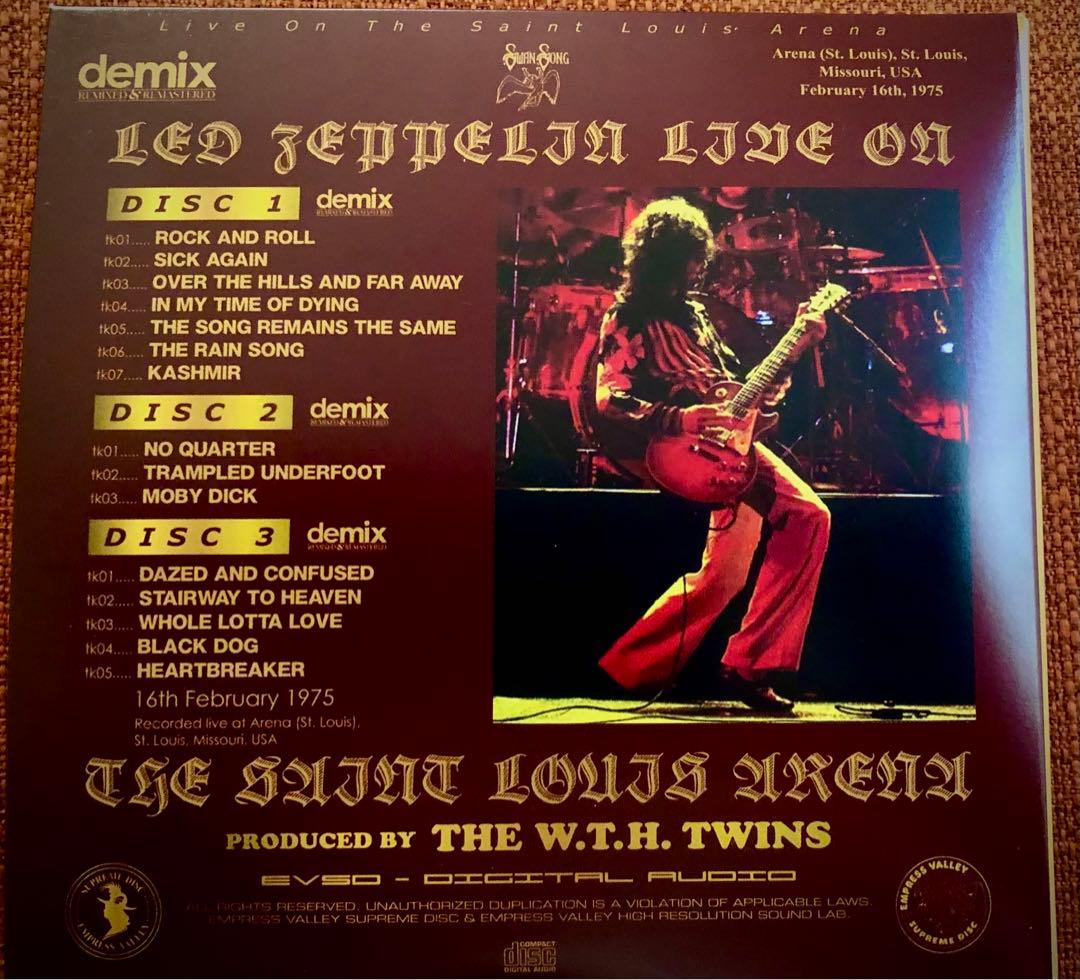 Live On The Saint Louis Arena
demix
REMIXED & REMASTERED
SWAN SONG
Arena (St. Louis), St. Louis,
Missouri, USA
February 16th, 1975
LED ZEPPELIN LIVE ON
DISC 1 demix
REMIXED & REMASTERED
tk01..... ROCK AND ROLL
tk02..... SICK AGAIN
tk03..... OVER THE HILLS AND FAR AWAY
tk04..... IN MY TIME OF DYING
tk05..... THE SONG REMAINS THE SAME
tk06..... THE RAIN SONG
tk07..... KASHMIR
DISC 2 demix
REMIXED & REMASTERED
tk01..... NO QUARTER
tk02..... TRAMPLED UNDERFOOT
tk03..... MOBY DICK
DISC 3 demix
REMIXED & REMASTERED
tk01..... DAZED AND CONFUSED
tk02..... STAIRWAY TO HEAVEN
tk03..... WHOLE LOTTA LOVE
tk04..... BLACK DOG
tk05..... HEARTBREAKER
16th February 1975
Recorded live at Arena (St. Louis),
St. Louis, Missouri, USA
THE SAINT LOUIS ARENA
PRODUCED BY THE W.T.H. TWINS
EVSD - DIGITAL AUDIO
SUPREME DISC
EMPRESS VALLEY
ALL RIGHTS RESERVED. UNAUTHORIZED DUPLICATION IS A VIOLATION OF APPLICABLE LAWS.
EMPRESS VALLEY SUPREME DISC & EMPRESS VALLEY HIGH RESOLUTION SOUND LAB.
EMPRESS VALLEY
SUPREME DISC
COMPACT
disc
DIGITAL AUDIO